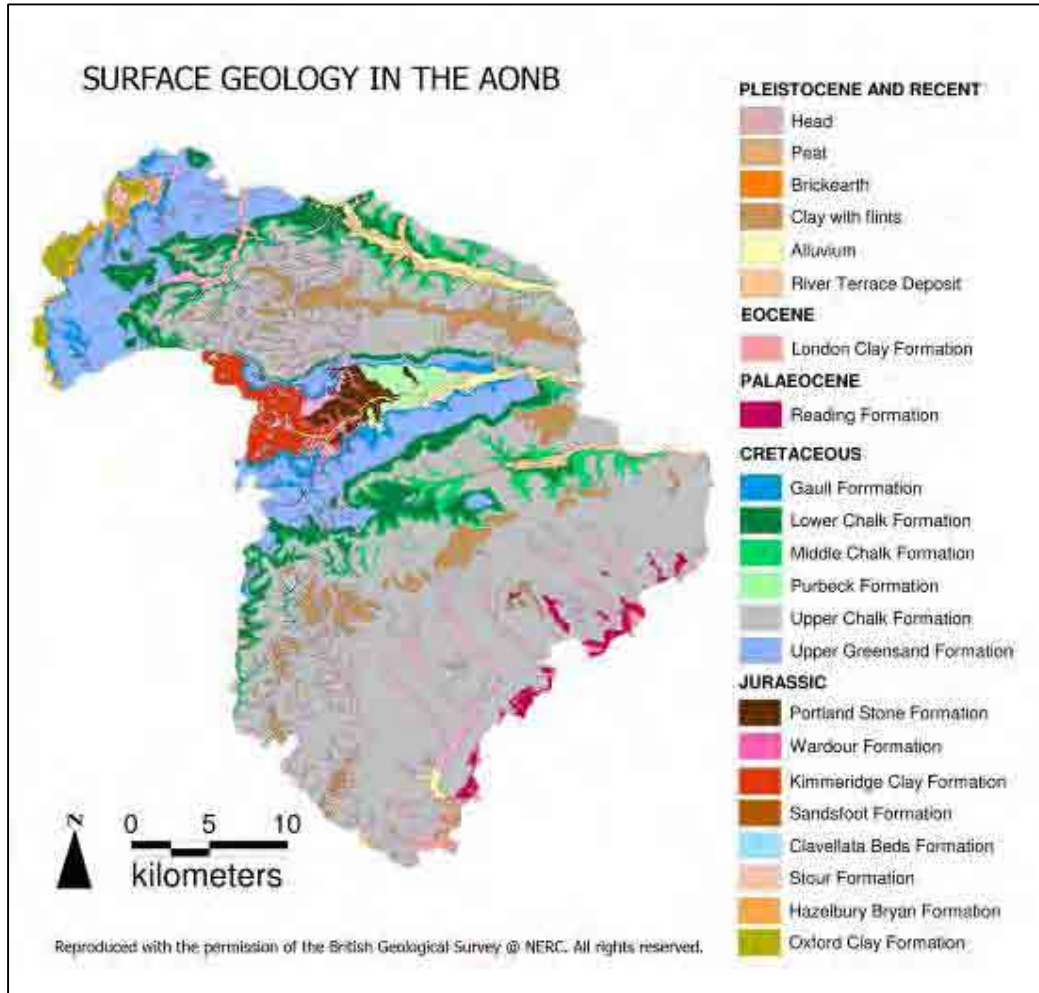 SURFACE GEOLOGY IN THE AONB
PLEISTOCENE AND RECENT
Head
Peat
Brickearth
Clay with flints
Alluvium
River Terrace Deposit
EOCENE
London Clay Formation
PALAEOCENE
Reading Formation
CRETACEOUS
Gault Forrmation
Lower Chalk Formation
Middle Chalk Formation
Purbeck Formation
Upper Chalk Formation
Upper Greensand Formation
JURASSIC
Portland Stone Formation
Wardour Formation
Kimmeridge Clay Formation
Sandsfoot Formation
Clavellata Beds Formation
Stour Formation
Hazelbury Bryan Formation
Oxford Clay Formation
N
0 5 10
kilometers
Reproduced with the permission of the British Geological Survey @ NERC. All rights reserved.